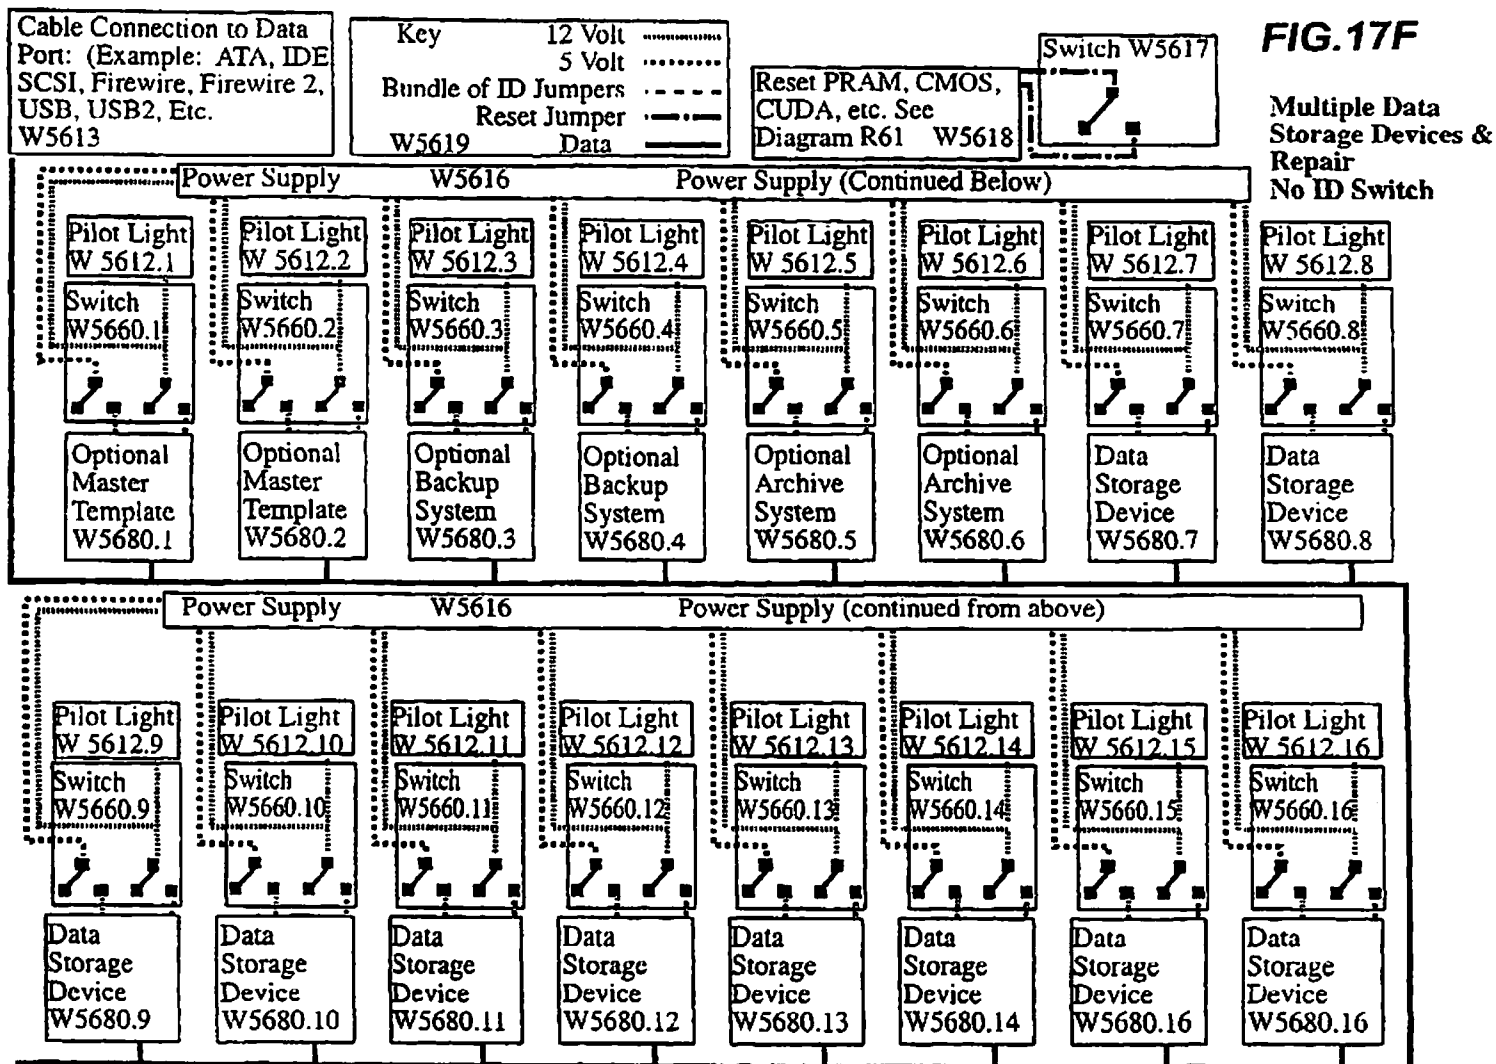 Cable Connection to Data
Port: (Example: ATA, IDE
SCSI, Firewire, Firewire 2,
USB, USB2, Etc.
W5613
Key 12 Volt
5 Volt
Bundle of ID Jumpers
Reset Jumper
W5619 Data
Reset PRAM, CMOS,
CUDA, etc. See
Diagram R61 W5618
Switch W5617
FIG.17F
Multiple Data
Storage Devices &
Repair
No ID Switch
Power Supply W5616 Power Supply (Continued Below)
Pilot Light
W 5612.1
Pilot Light
W 5612.2
Pilot Light
W 5612.3
Pilot Light
W 5612.4
Pilot Light
W 5612.5
Pilot Light
W 5612.6
Pilot Light
W 5612.7
Pilot Light
W 5612.8
Switch
W5660.1
Switch
W5660.2
Switch
W5660.3
Switch
W5660.4
Switch
W5660.5
Switch
W5660.6
Switch
W5660.7
Switch
W5660.8
Optional
Master
Template
W5680.1
Optional
Master
Template
W5680.2
Optional
Backup
System
W5680.3
Optional
Backup
System
W5680.4
Optional
Archive
System
W5680.5
Optional
Archive
System
W5680.6
Data
Storage
Device
W5680.7
Data
Storage
Device
W5680.8
Power Supply W5616 Power Supply (continued from above)
Pilot Light
W 5612.9
Pilot Light
W 5612.10
Pilot Light
W 5612.11
Pilot Light
W 5612.12
Pilot Light
W 5612.13
Pilot Light
W 5612.14
Pilot Light
W 5612.15
Pilot Light
W 5612.16
Switch
W5660.9
Switch
W5660.10
Switch
W5660.11
Switch
W5660.12
Switch
W5660.13
Switch
W5660.14
Switch
W5660.15
Switch
W5660.16
Data
Storage
Device
W5680.9
Data
Storage
Device
W5680.10
Data
Storage
Device
W5680.11
Data
Storage
Device
W5680.12
Data
Storage
Device
W5680.13
Data
Storage
Device
W5680.14
Data
Storage
Device
W5680.16
Data
Storage
Device
W5680.16